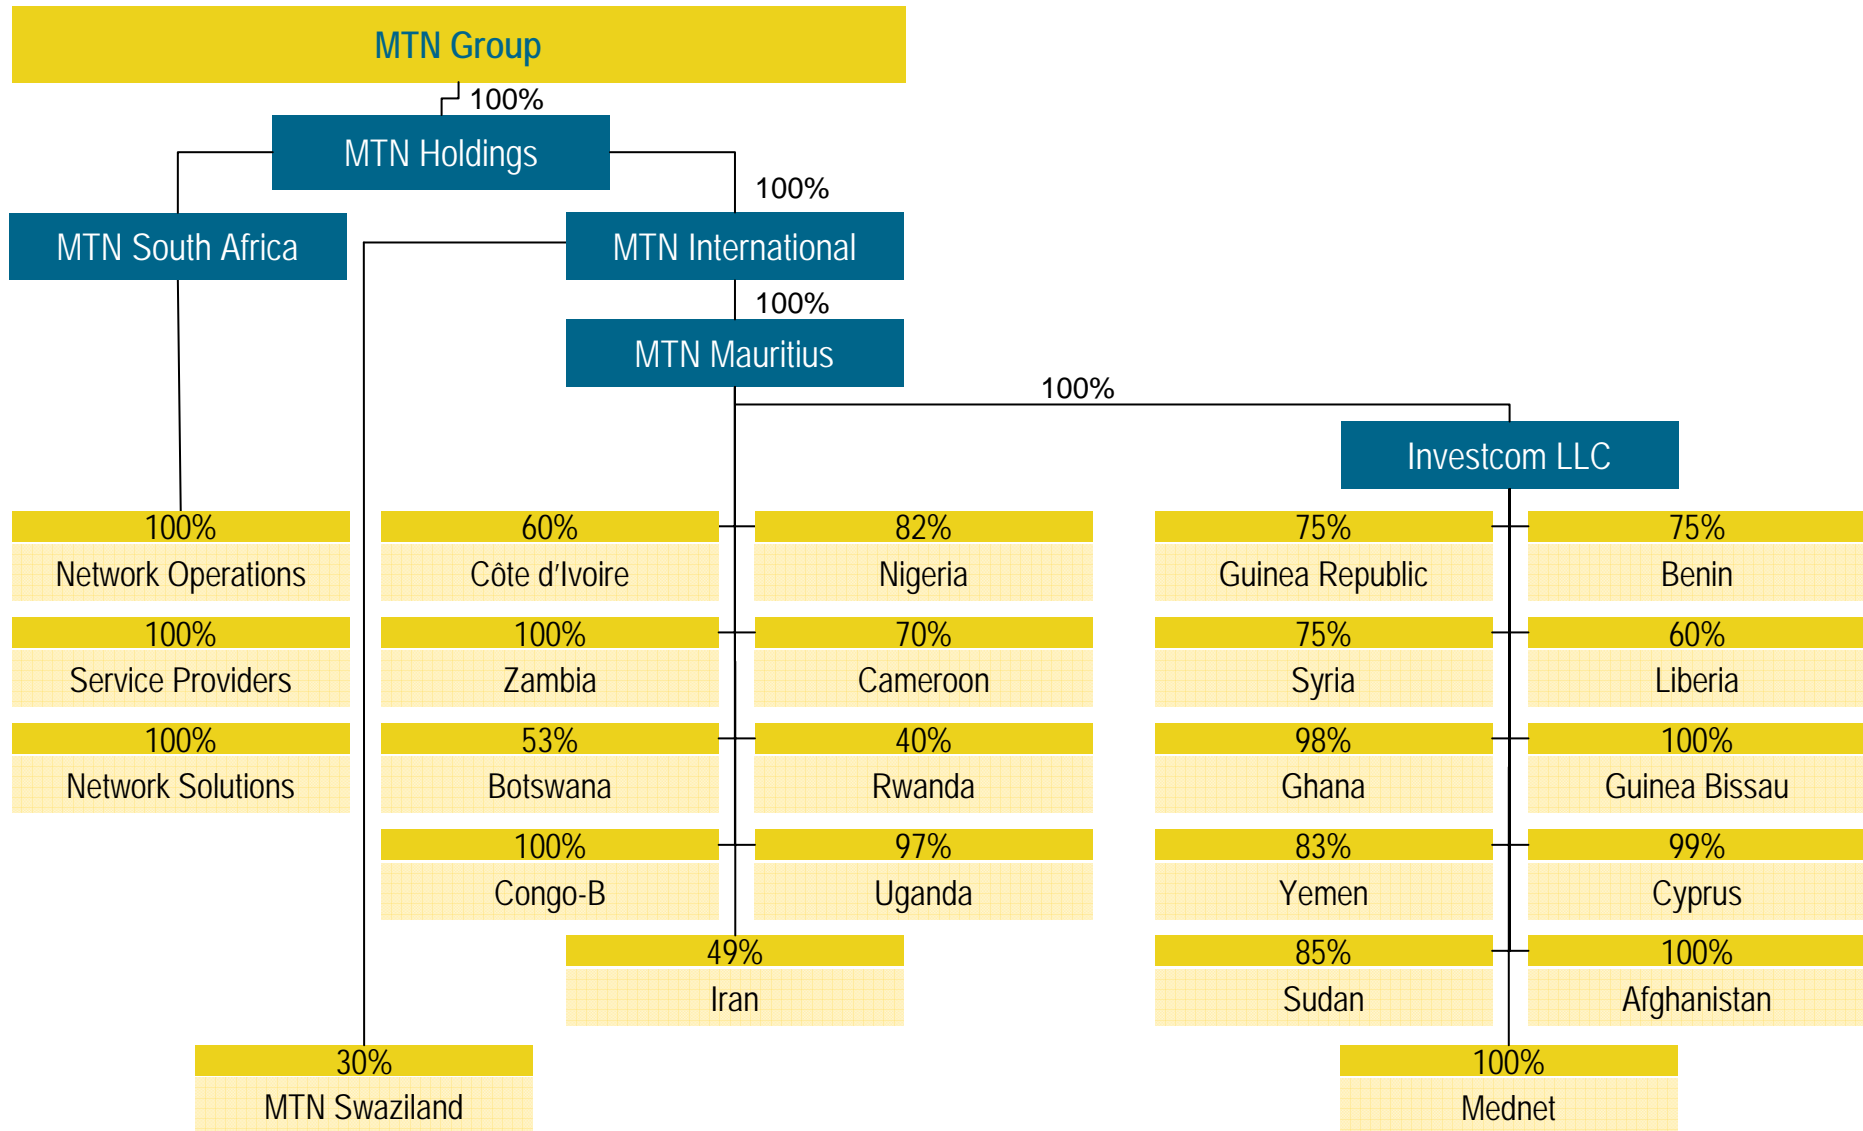 MTN Group
100%
MTN Holdings
100%
MTN South Africa
MTN International
100%
MTN Mauritius
100%
Investcom LLC
100%
Network Operations
100%
Service Providers
100%
Network Solutions
60%
Côte d'Ivoire
82%
Nigeria
100%
Zambia
70%
Cameroon
53%
Botswana
40%
Rwanda
100%
Congo-B
97%
Uganda
49%
Iran
30%
MTN Swaziland
75%
Guinea Republic
75%
Benin
75%
Syria
60%
Liberia
98%
Ghana
100%
Guinea Bissau
83%
Yemen
99%
Cyprus
85%
Sudan
100%
Afghanistan
100%
Mednet